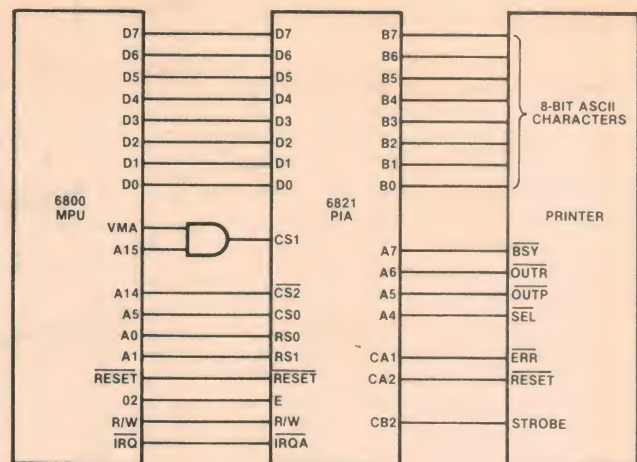 D7 D7 B7
D6 D6 B6
D5 D5 B5
D4 D4 B4
D3 D3 B3
D2 D2 B2
D1 D1 B1
D0 D0 B0
8-BIT ASCII
CHARACTERS
6800
MPU
6821
PIA
PRINTER
VMA
A15
CS1
A7 BSY
A14 CS2 A6 OUTR
A5 CS0 A5 OUTP
A0 RS0 A4 SEL
A1 RS1 CA1 ERR
RESET RESET CA2 RESET
02 E
R/W R/W CB2 STROBE
IRQ IRQA